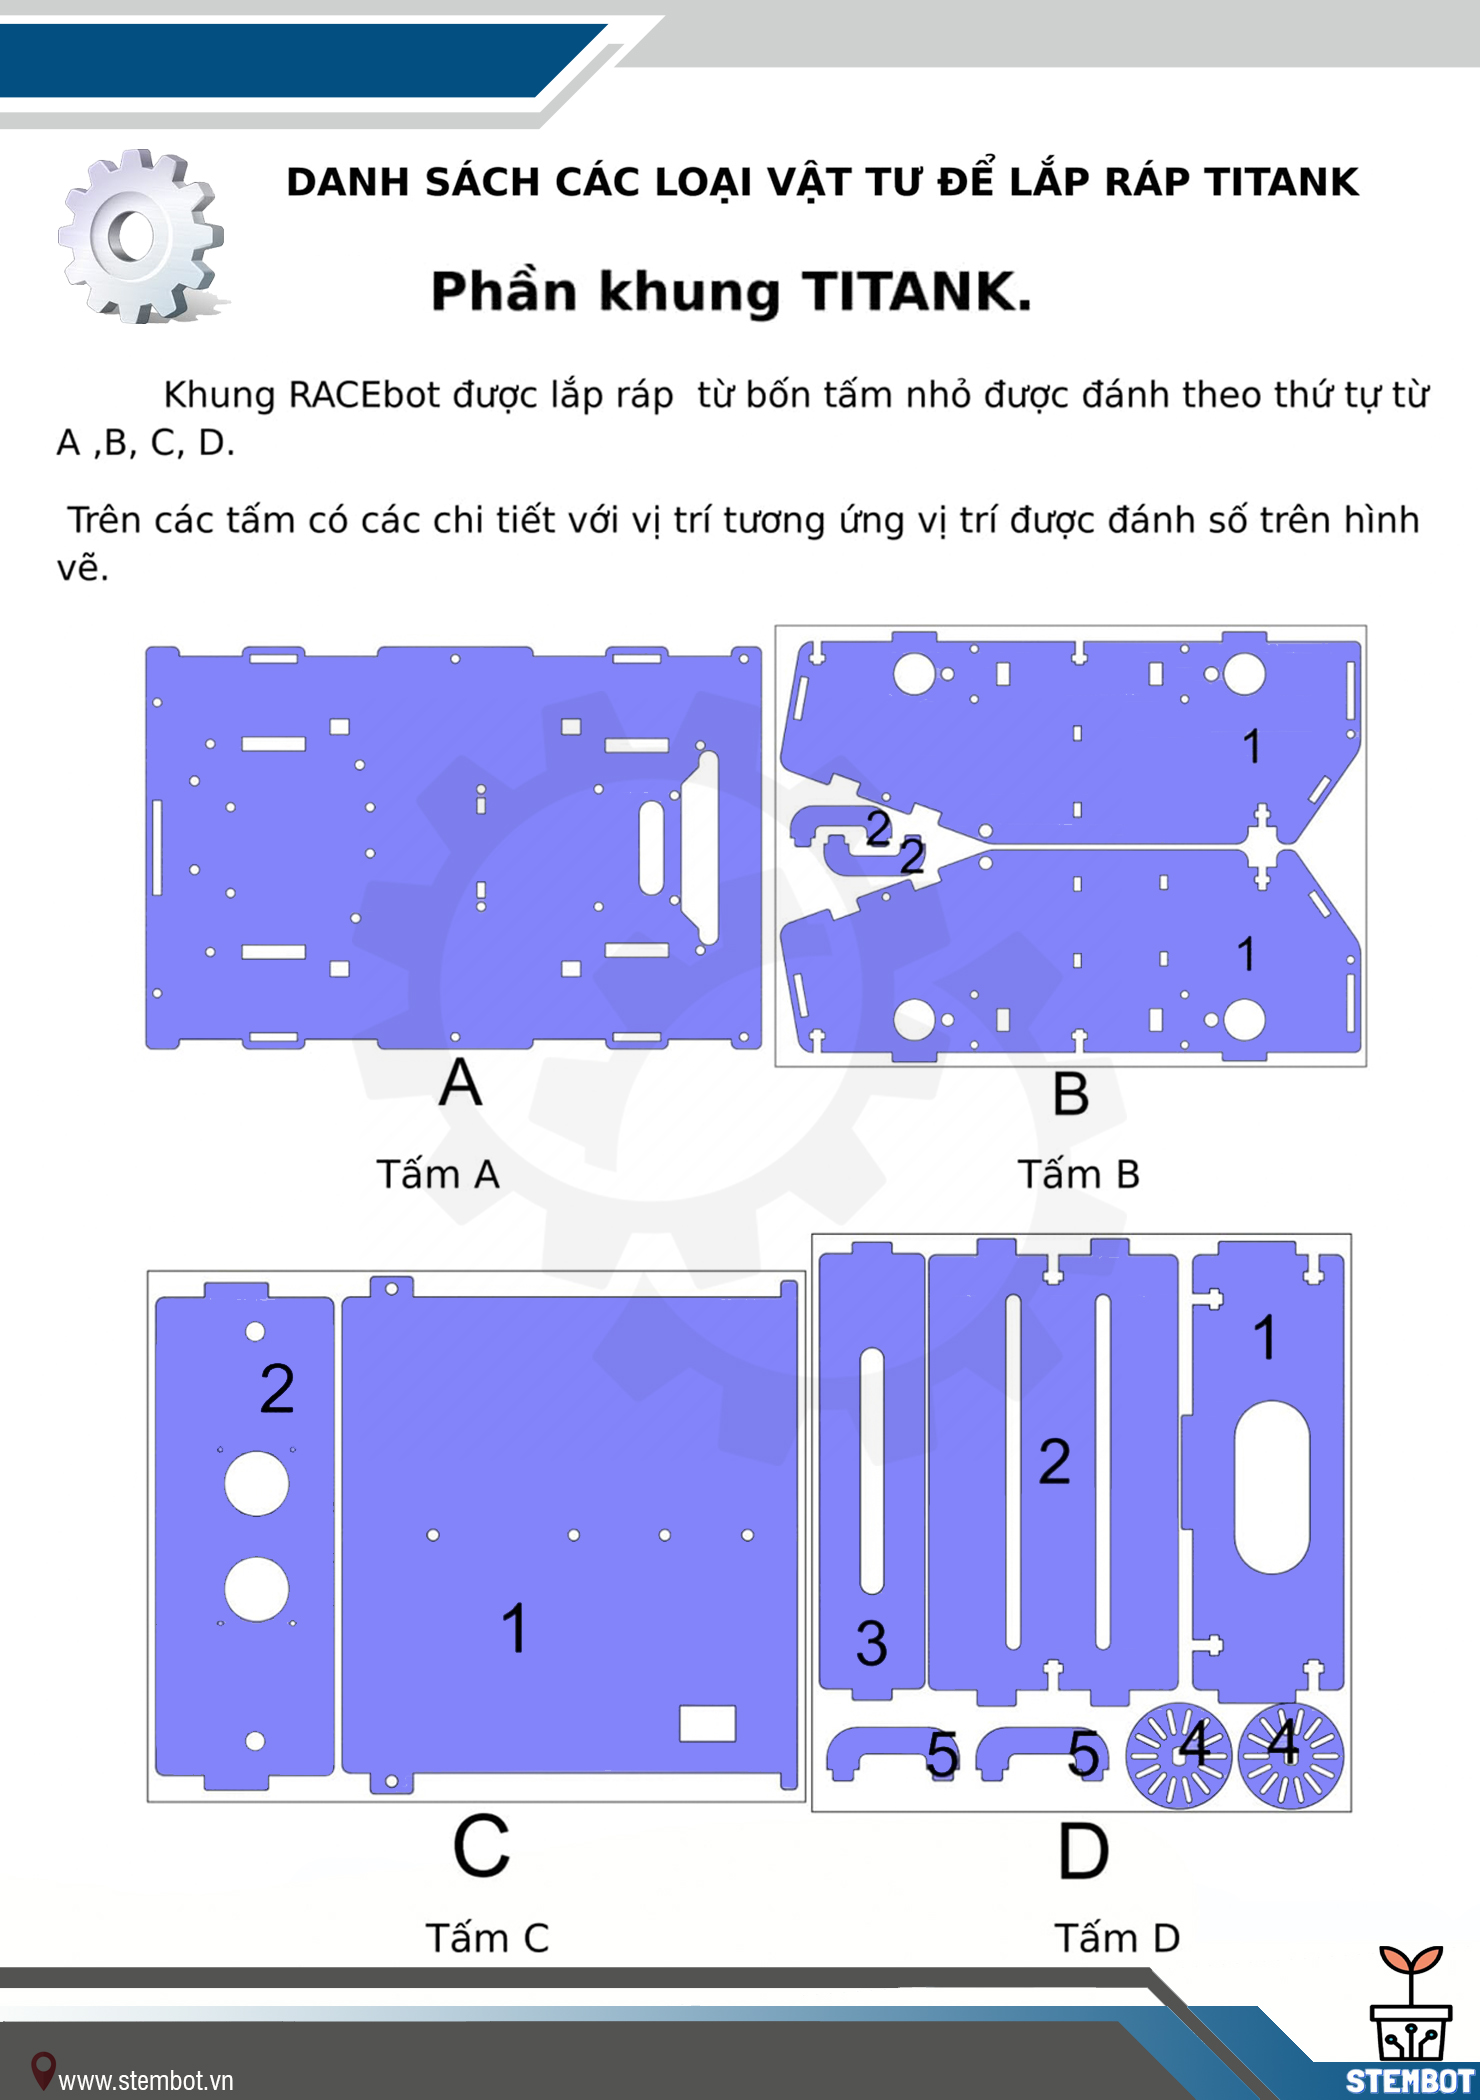 DANH SÁCH CÁC LOẠI VẬT TƯ ĐỂ LẮP RÁP TITANK
Phần khung TITANK.
Khung RACEbot được lắp ráp  từ bốn tấm nhỏ được đánh theo thứ tự từ
A ,B, C, D.
Trên các tấm có các chi tiết với vị trí tương ứng vị trí được đánh số trên hình
vẽ.
1
2
2
1
A
B
Tấm A
Tấm B
2
1
1
2
3
5
5
4
4
C
D
Tấm C
Tấm D
www.stembot.vn
STEMBOT